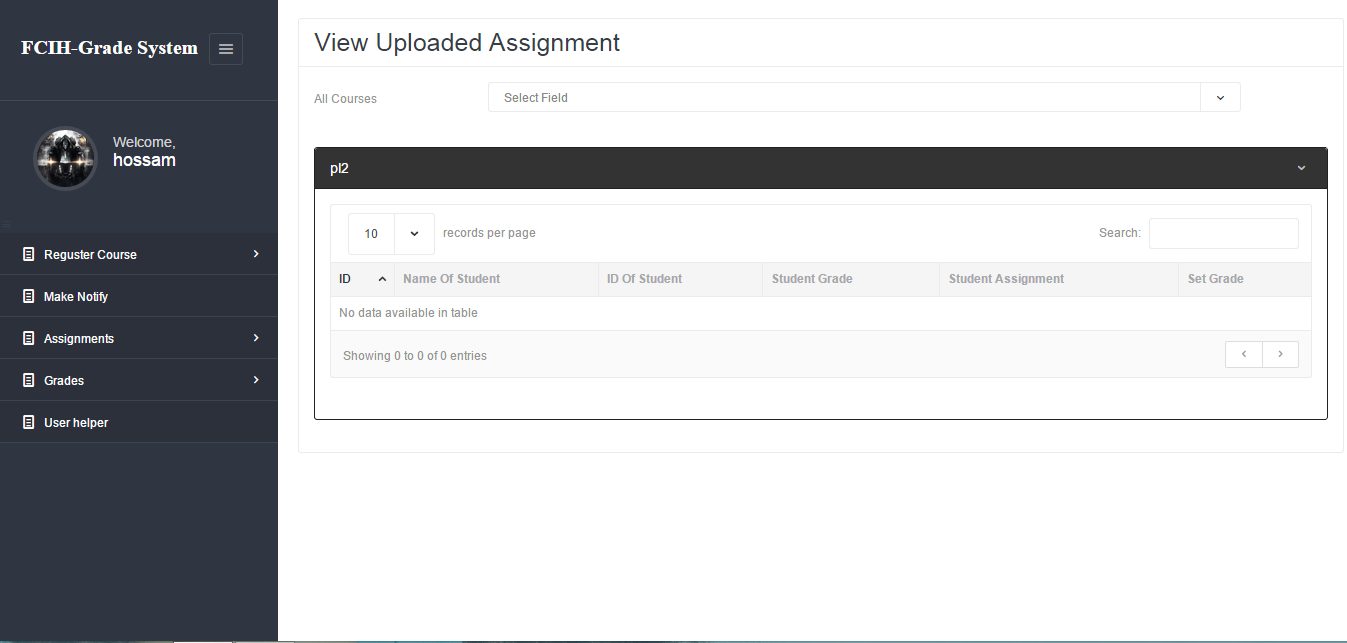 FCIH-Grade System
Welcome,
hossam
Reguster Course
Make Notify
Assignments
Grades
User helper
View Uploaded Assignment
All Courses
Select Field
pl2
10 records per page Search:
ID Name Of Student ID Of Student Student Grade Student Assignment Set Grade
No data available in table
Showing 0 to 0 of 0 entries